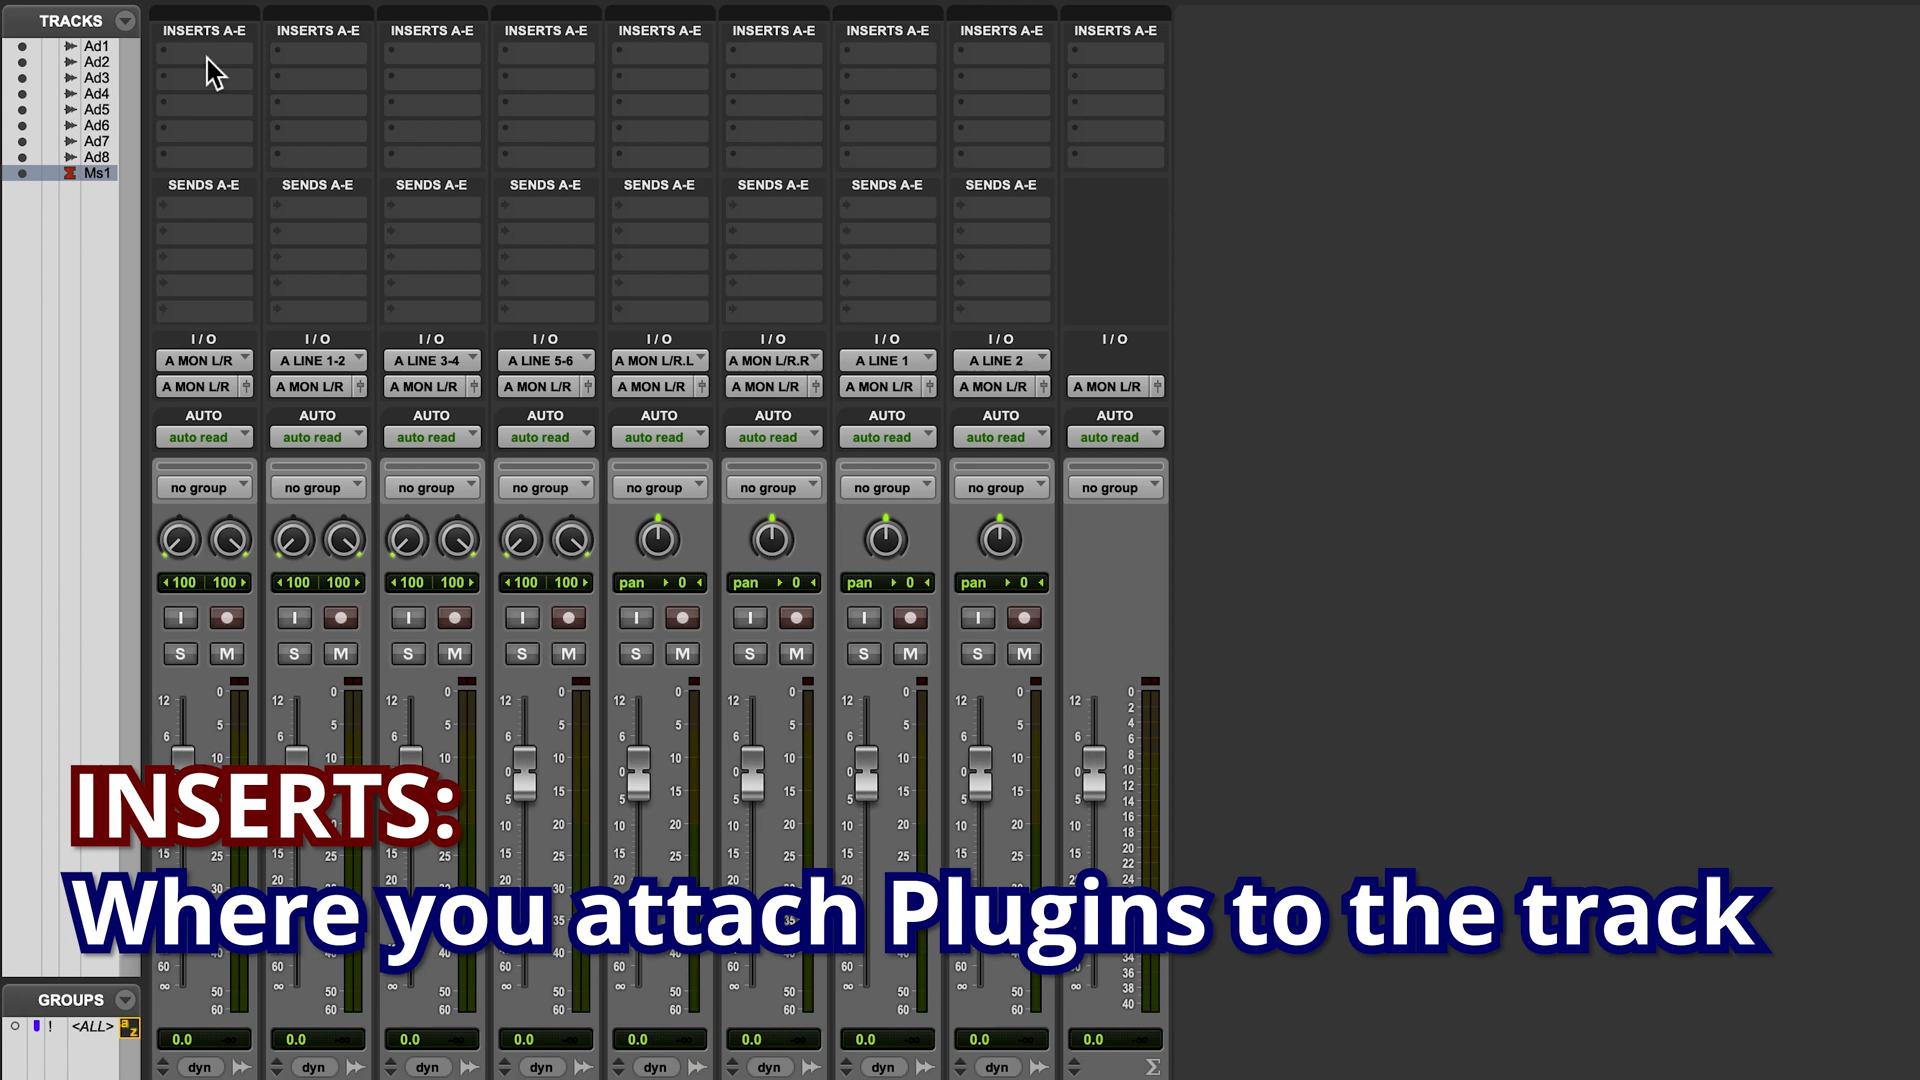 TRACKS
Ad1
Ad2
Ad3
Ad4
Ad5
Ad6
Ad7
Ad8
Ms1
INSERTS A-E INSERTS A-E INSERTS A-E INSERTS A-E INSERTS A-E INSERTS A-E INSERTS A-E INSERTS A-E INSERTS A-E
SENDS A-E SENDS A-E SENDS A-E SENDS A-E SENDS A-E SENDS A-E SENDS A-E SENDS A-E
I / O I / O I / O I / O I / O I / O I / O I / O I / O
A MON L/R A LINE 1-2 A LINE 3-4 A LINE 5-6 A MON L/R.L A MON L/R.R A LINE 1 A LINE 2
A MON L/R A MON L/R A MON L/R A MON L/R A MON L/R A MON L/R A MON L/R A MON L/R A MON L/R
AUTO AUTO AUTO AUTO AUTO AUTO AUTO AUTO AUTO
auto read auto read auto read auto read auto read auto read auto read auto read auto read
no group no group no group no group no group no group no group no group no group
100 100 100 100 100 100 100 100 pan 0 pan 0 pan 0 pan 0
I I I I I I I I
S M S M S M S M S M S M S M S M
INSERTS:
Where you attach Plugins to the track
GROUPS
! <ALL> a z
0.0 0.0 0.0 0.0 0.0 0.0 0.0 0.0 0.0
dyn dyn dyn dyn dyn dyn dyn dyn Σ